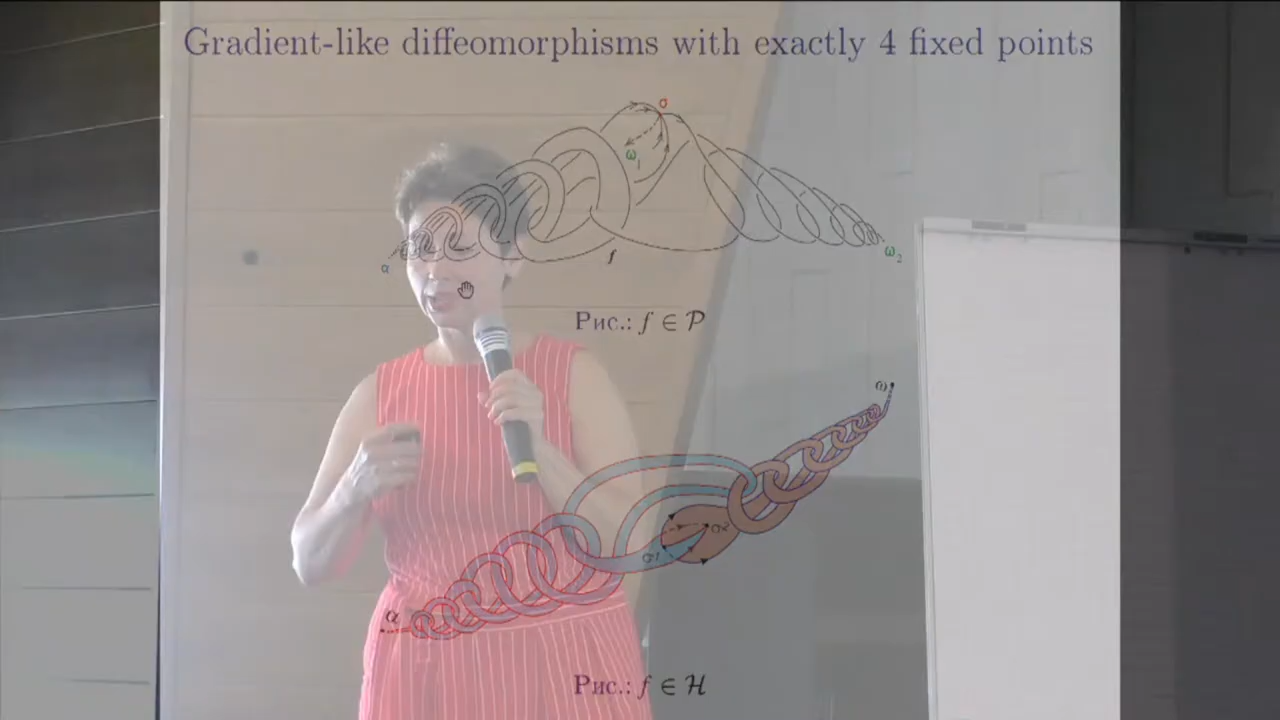 Gradient-like diffeomorphisms with exactly 4 fixed points
σ
ω₁
α
f
ω₂
Рис.: f ∈ 𝒫
ω
σ₂
σ₁
α
Рис.: f ∈ ℋ